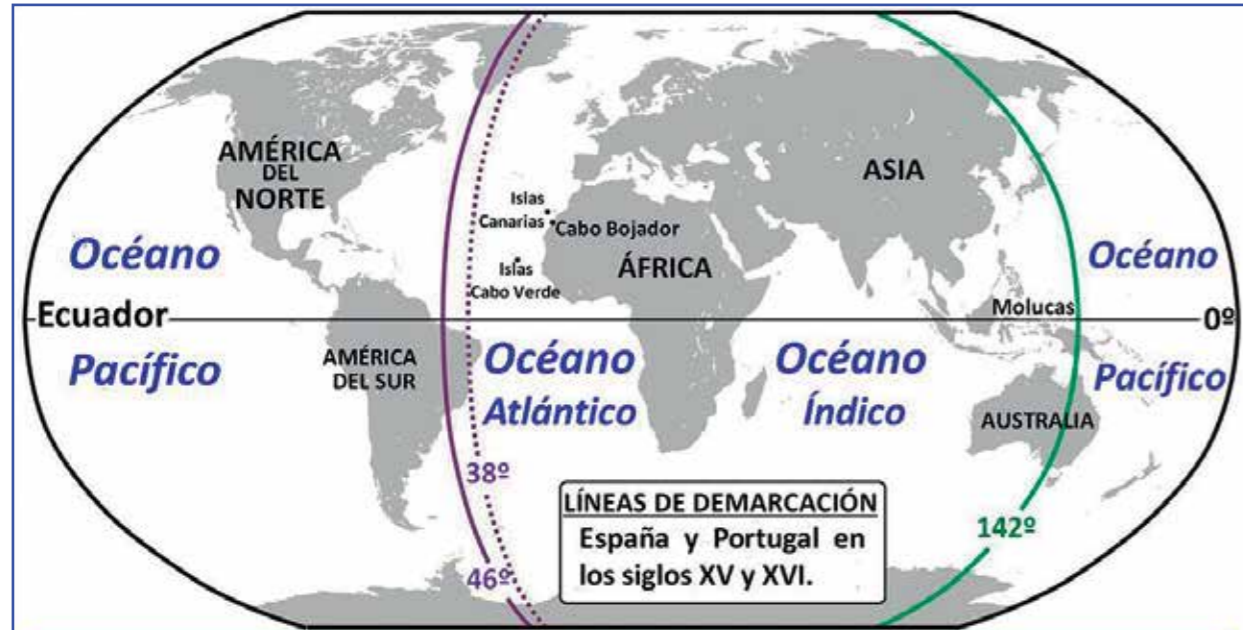 AMÉRICA
DEL
NORTE
ASIA
Islas
Canarias
Cabo Bojador
ÁFRICA
Islas
Cabo Verde
Océano
Océano
Ecuador
Molucas
0º
Pacífico
AMÉRICA
DEL SUR
Océano
Atlántico
Océano
Índico
Pacífico
AUSTRALIA
38º
46º
142º
LÍNEAS DE DEMARCACIÓN
España y Portugal en
los siglos XV y XVI.